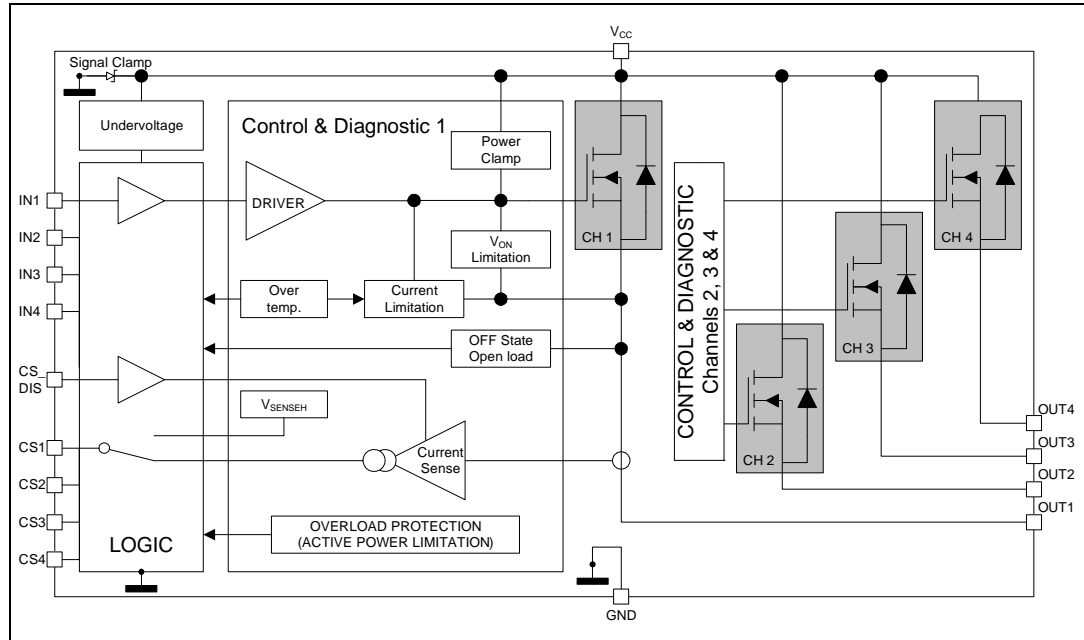 VCC
Signal Clamp
Undervoltage
Control & Diagnostic 1
Power
Clamp
IN1
DRIVER
IN2
VON
Limitation
CH 1
CH 4
IN3
IN4
Over
temp.
Current
Limitation
CONTROL & DIAGNOSTIC
Channels 2, 3 & 4
CH 3
OFF State
Open load
CS_
DIS
VSENSEH
OUT4
CS1
Current
Sense
CH 2
OUT3
CS2
OUT2
CS3
OVERLOAD PROTECTION
(ACTIVE POWER LIMITATION)
OUT1
LOGIC
CS4
GND